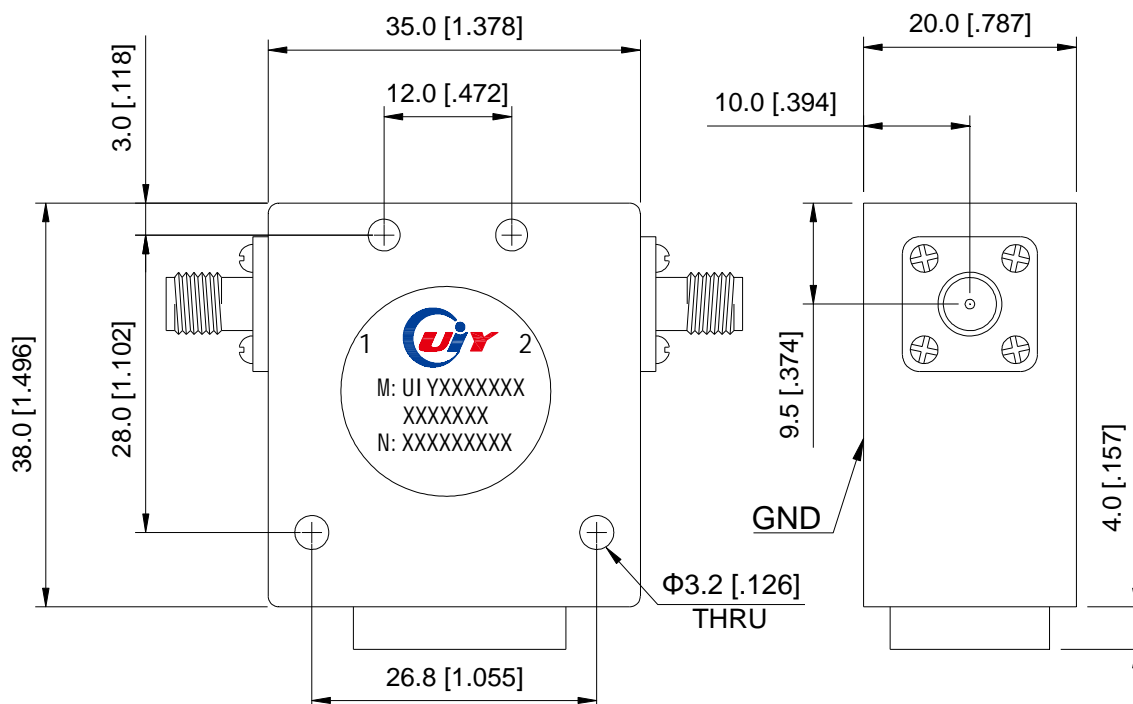 35.0 [1.378]
20.0 [.787]
3.0 [.118]
12.0 [.472]
10.0 [.394]
38.0 [1.496]
28.0 [1.102]
1
UiY
2
M: UIYXXXXXXX
XXXXXXX
N: XXXXXXXXX
9.5 [.374]
GND
4.0 [.157]
Φ3.2 [.126]
THRU
26.8 [1.055]